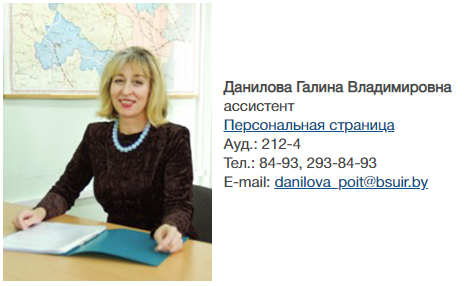 Данилова Галина Владимировна
ассистент
Персональная страница
Ауд.: 212-4
Тел.: 84-93, 293-84-93
E-mail: danilova_poit@bsuir.by